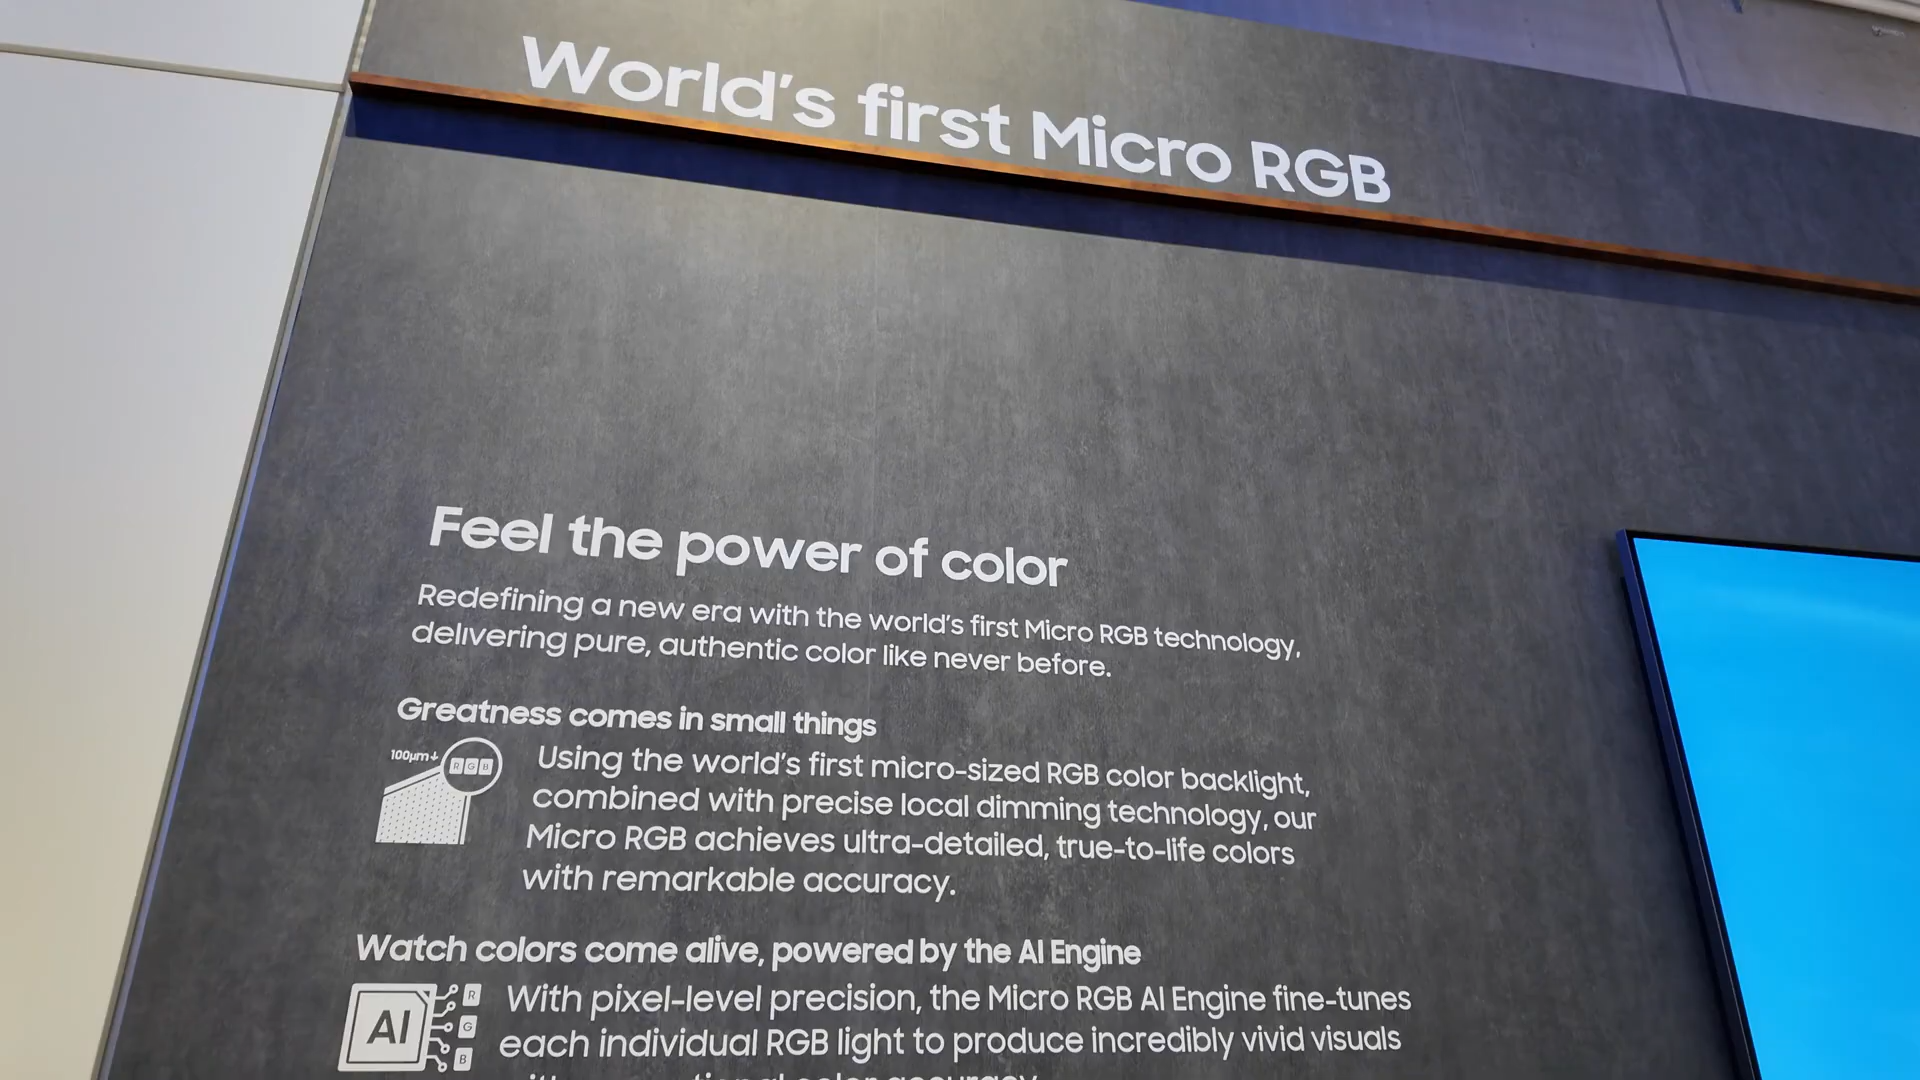 World's first Micro RGB
Feel the power of color
Redefining a new era with the world's first Micro RGB technology,
delivering pure, authentic color like never before.
Greatness comes in small things
100µm↓
R G B
Using the world's first micro-sized RGB color backlight,
combined with precise local dimming technology, our
Micro RGB achieves ultra-detailed, true-to-life colors
with remarkable accuracy.
Watch colors come alive, powered by the AI Engine
AI
R
G
B
With pixel-level precision, the Micro RGB AI Engine fine-tunes
each individual RGB light to produce incredibly vivid visuals
color accuracy